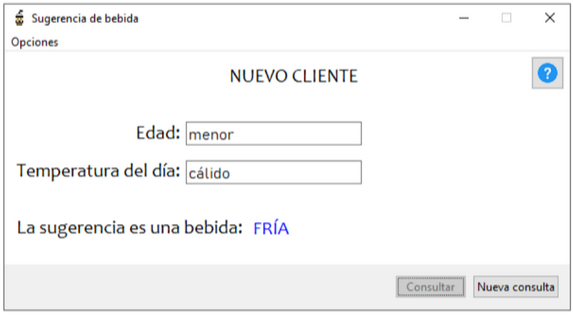 Sugerencia de bebida
Opciones
NUEVO CLIENTE
?
Edad: menor
Temperatura del día: cálido
La sugerencia es una bebida: FRÍA
Consultar Nueva consulta